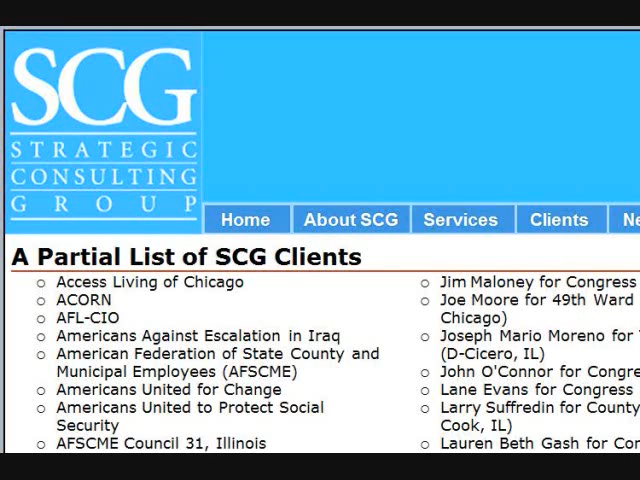 SCG
STRATEGIC
CONSULTING
GROUP
Home About SCG Services Clients
A Partial List of SCG Clients
Access Living of Chicago
ACORN
AFL-CIO
Americans Against Escalation in Iraq
American Federation of State County and
Municipal Employees (AFSCME)
Americans United for Change
Americans United to Protect Social
Security
AFSCME Council 31, Illinois
Jim Maloney for Congress
Joe Moore for 49th Ward
Chicago)
Joseph Mario Moreno for
(D-Cicero, IL)
John O'Connor for
Lane Evans for Congress
Larry Suffredin for County
Cook, IL)
Lauren Beth Gash for